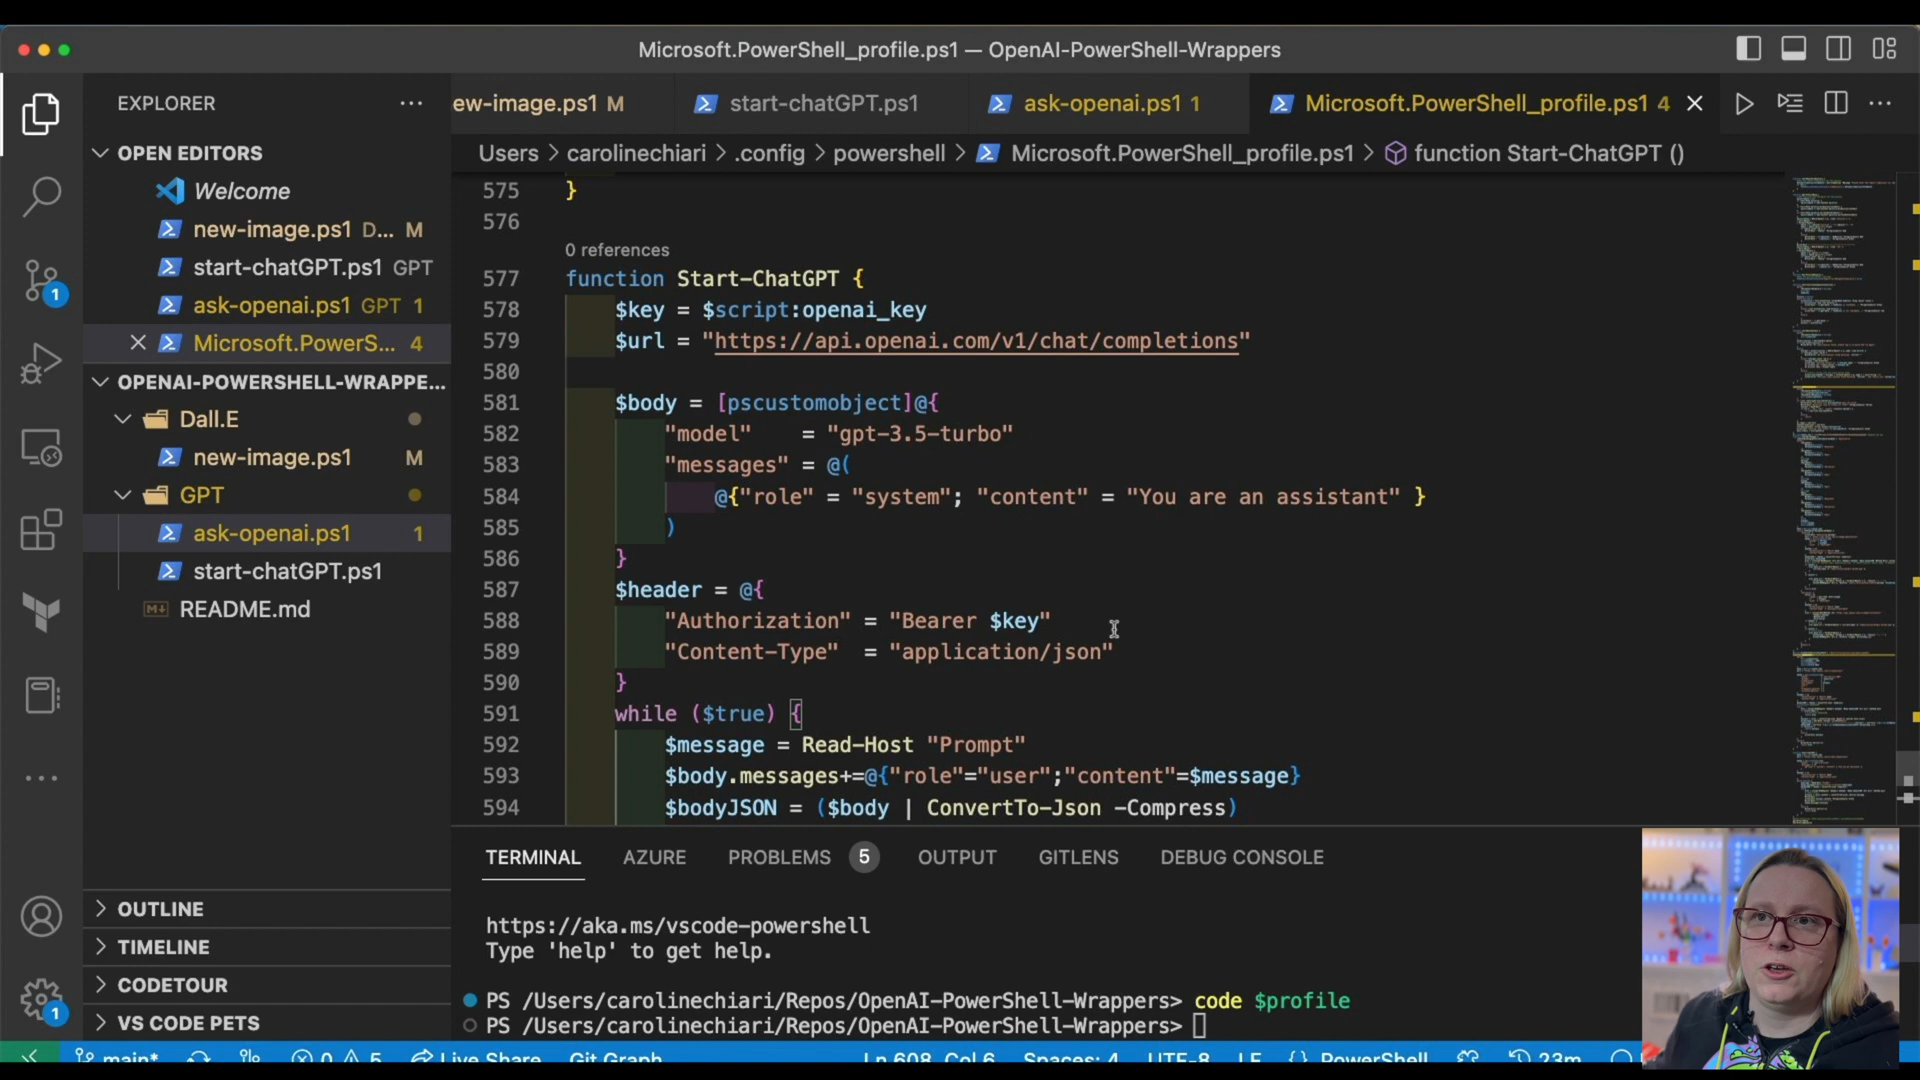 Microsoft.PowerShell_profile.ps1 — OpenAI-PowerShell-Wrappers
EXPLORER
ew-image.ps1 M
start-chatGPT.ps1
ask-openai.ps1 1
Microsoft.PowerShell_profile.ps1 4
Users > carolinechiari > .config > powershell > Microsoft.PowerShell_profile.ps1 > function Start-ChatGPT ()
OPEN EDITORS
Welcome
new-image.ps1 D... M
start-chatGPT.ps1 GPT
ask-openai.ps1 GPT 1
Microsoft.PowerS... 4
OPENAI-POWERSHELL-WRAPPE...
Dall.E
new-image.ps1 M
GPT
ask-openai.ps1 1
start-chatGPT.ps1
README.md
OUTLINE
TIMELINE
CODETOUR
VS CODE PETS
1
1
575 }
576
0 references
577 function Start-ChatGPT {
578 $key = $script:openai_key
579 $url = "https://api.openai.com/v1/chat/completions"
580
581 $body = [pscustomobject]@{
582 "model" = "gpt-3.5-turbo"
583 "messages" = @(
584 @{"role" = "system"; "content" = "You are an assistant" }
585 )
586 }
587 $header = @{
588 "Authorization" = "Bearer $key"
589 "Content-Type" = "application/json"
590 }
591 while ($true) {
592 $message = Read-Host "Prompt"
593 $body.messages+=@{"role"="user";"content"=$message}
594 $bodyJSON = ($body | ConvertTo-Json -Compress)
TERMINAL AZURE PROBLEMS 5 OUTPUT GITLENS DEBUG CONSOLE
https://aka.ms/vscode-powershell
Type 'help' to get help.
PS /Users/carolinechiari/Repos/OpenAI-PowerShell-Wrappers> code $profile
PS /Users/carolinechiari/Repos/OpenAI-PowerShell-Wrappers>
main* 0 5 Live Share Git Graph Ln 608, Col 6 Spaces: 4 UTF-8 LF {} PowerShell 23m